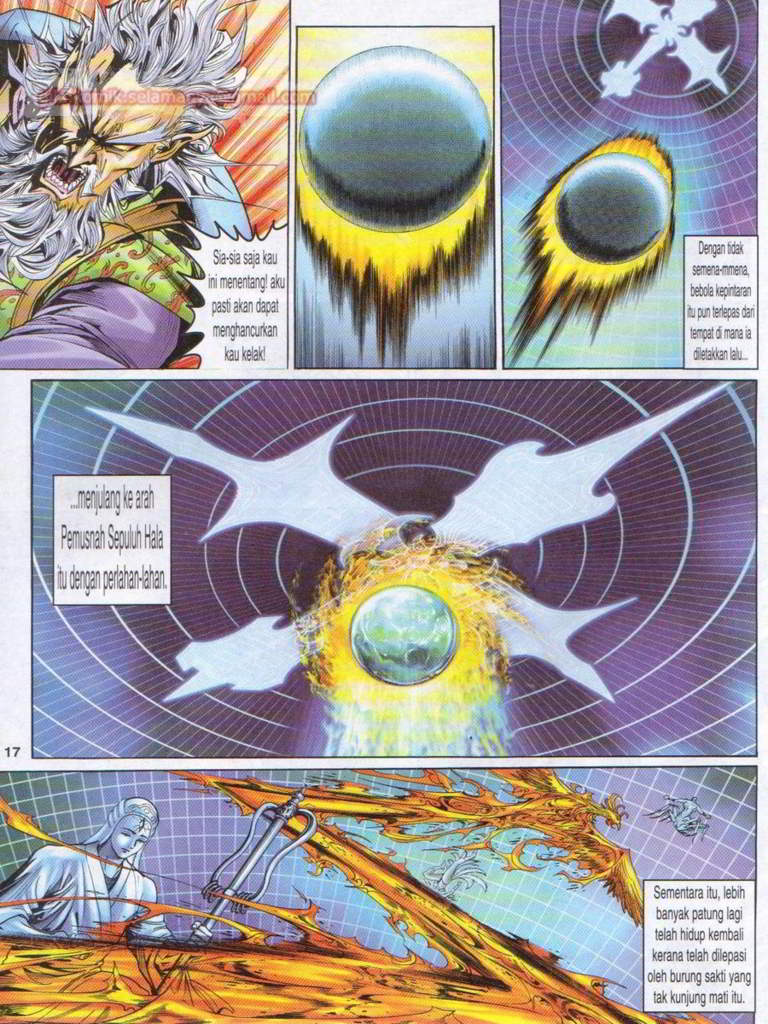 Sia-sia saja kau
ini menentang! aku
pasti akan dapat
menghancurkan
kau kelak!
Dengan tidak
semena-mmena,
bebola kepintaran
itu pun terlepas dari
tempat di mana ia
diletakkan lalu...
...menjulang ke arah
Pemusnah Sepuluh Hala
itu dengan perlahan-lahan.
17
Sementara itu, lebih
banyak patung lagi
telah hidup kembali
kerana telah dilepasi
oleh burung sakti yang
tak kunjung mati itu.